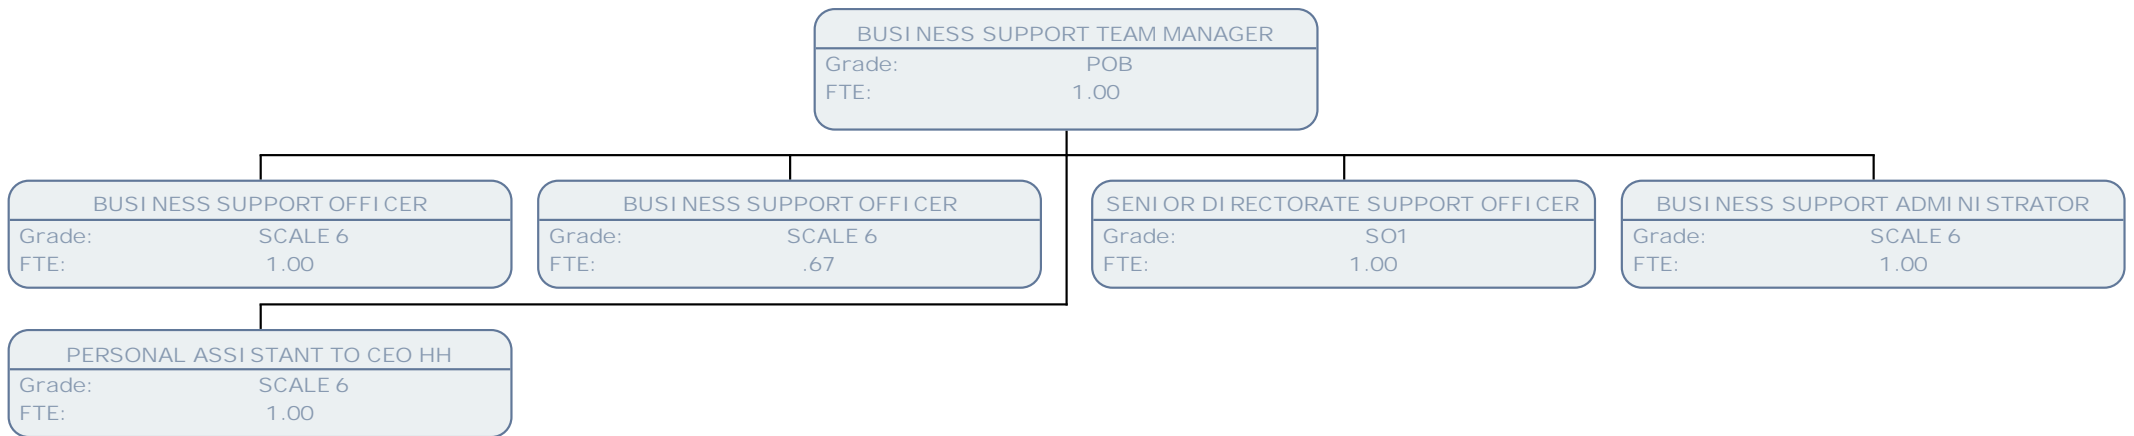 BUSINESS SUPPORT TEAM MANAGER
Grade: POB
FTE: 1.00
BUSINESS SUPPORT OFFICER
Grade: SCALE 6
FTE: 1.00
BUSINESS SUPPORT OFFICER
Grade: SCALE 6
FTE: .67
SENIOR DIRECTORATE SUPPORT OFFICER
Grade: SO1
FTE: 1.00
BUSINESS SUPPORT ADMINISTRATOR
Grade: SCALE 6
FTE: 1.00
PERSONAL ASSISTANT TO CEO HH
Grade: SCALE 6
FTE: 1.00